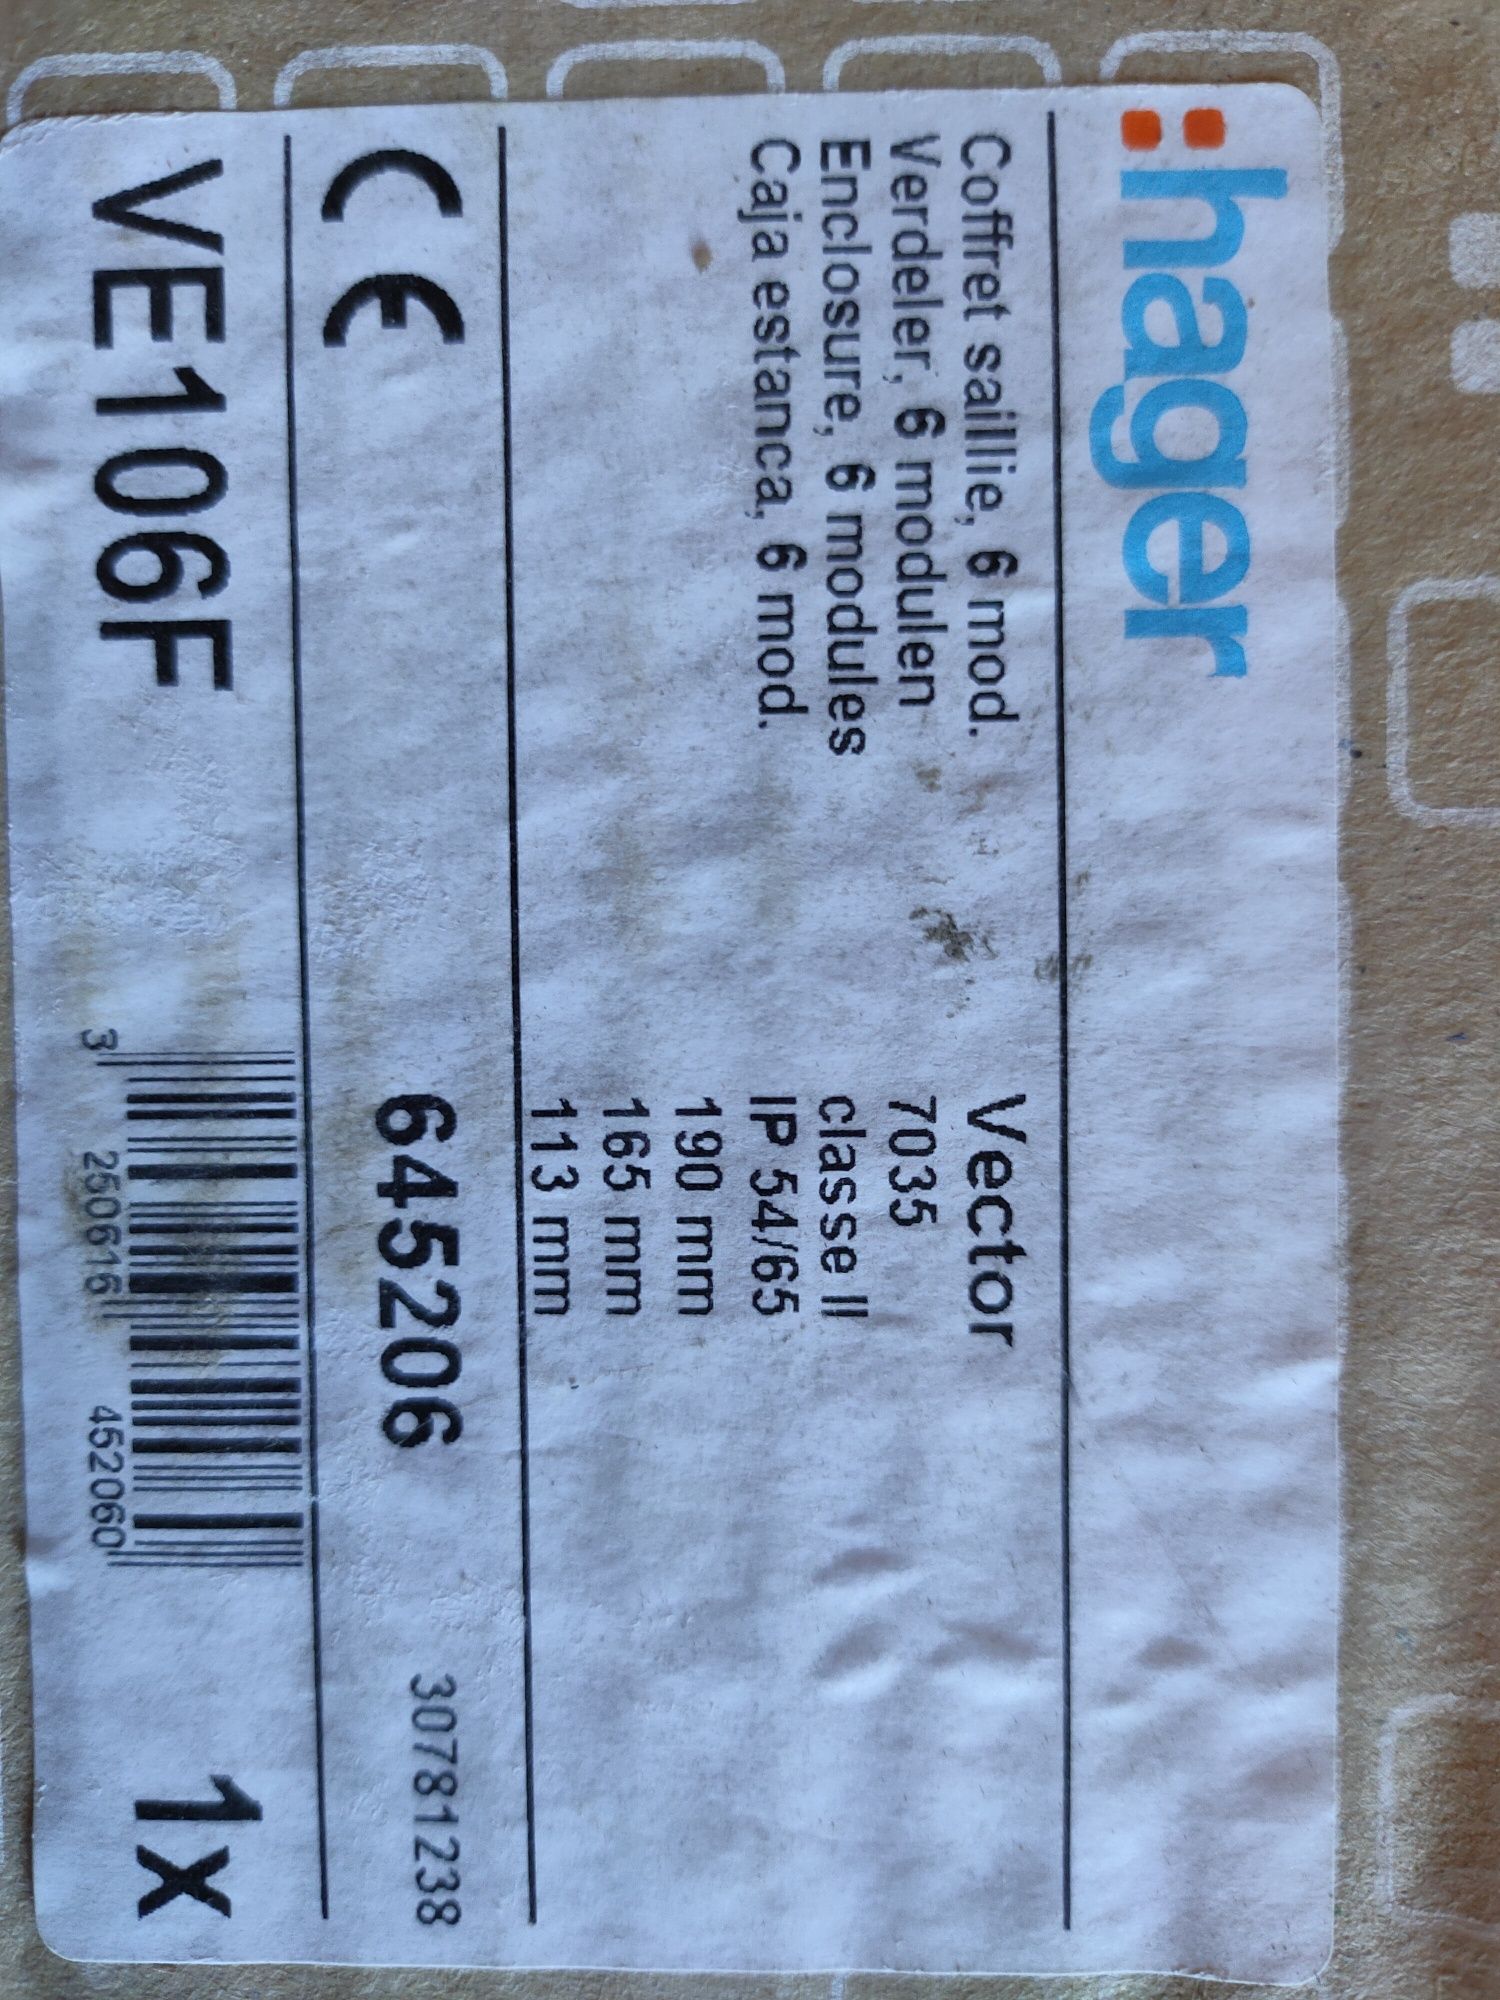 hager
Coffret saillie, 6 mod.
Verdeler, 6 modulen
Enclosure, 6 modules
Caja estanca, 6 mod.
Vector
7035
classe II
IP 54/65
190 mm
165 mm
113 mm
CE
645206
30781238
VE106F
3 250616 452060
1x